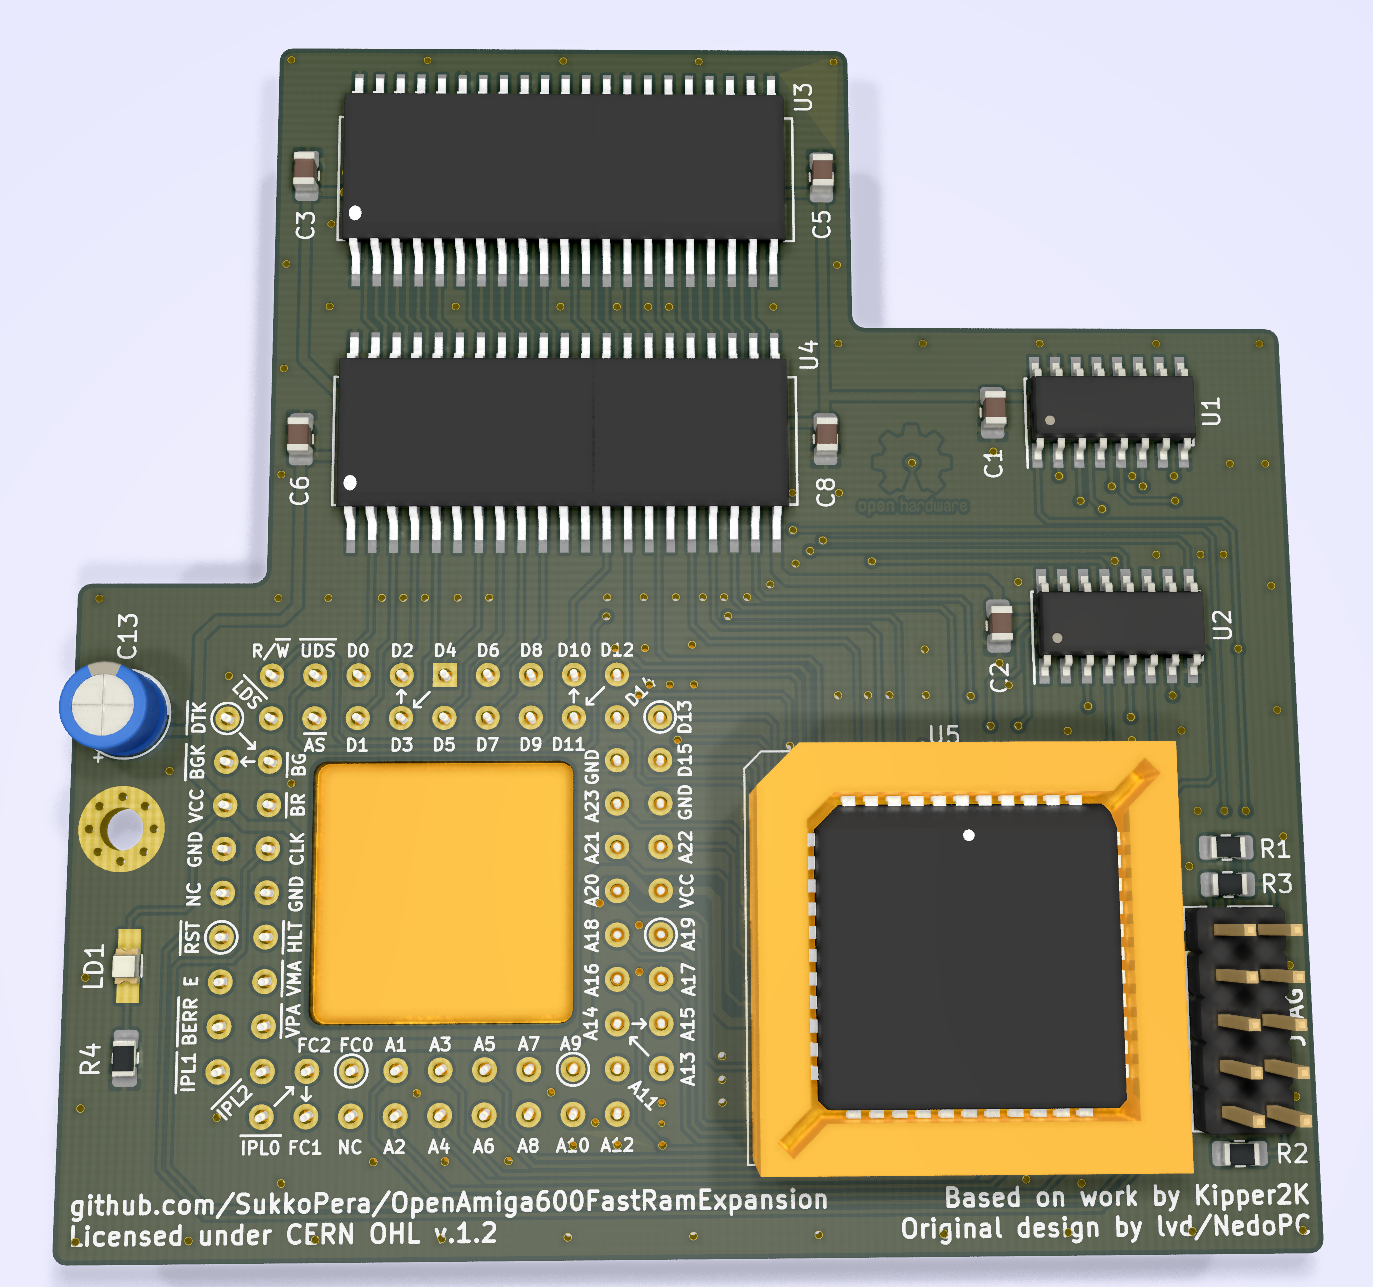 U3
C3
C5
U4
C6
C8
U1
C1
open hardware
U2
C2
C13
R/W UDS D0 D2 D4 D6 D8 D10 D12
LDS
D14
DTK
D13
AS D1 D3 D5 D7 D9 D11
BGK
BG
GND
D15
+
U5
VCC
BR
A23
GND
GND
CLK
A21
A22
NC
GND
A20
VCC
RST
HLT
A18
A19
E
VMA
A16
A17
BERR
VPA
A14
A15
IPL1
FC2 FC0 A1 A3 A5 A7 A9
A13
IPL2
A11
IPL0 FC1 NC A2 A4 A6 A8 A10 A12
LD1
R4
R1
R3
R2
github.com/SukkoPera/OpenAmiga600FastRamExpansion
Licensed under CERN OHL v.1.2
Based on work by Kipper2K
Original design by lvd/NedoPC